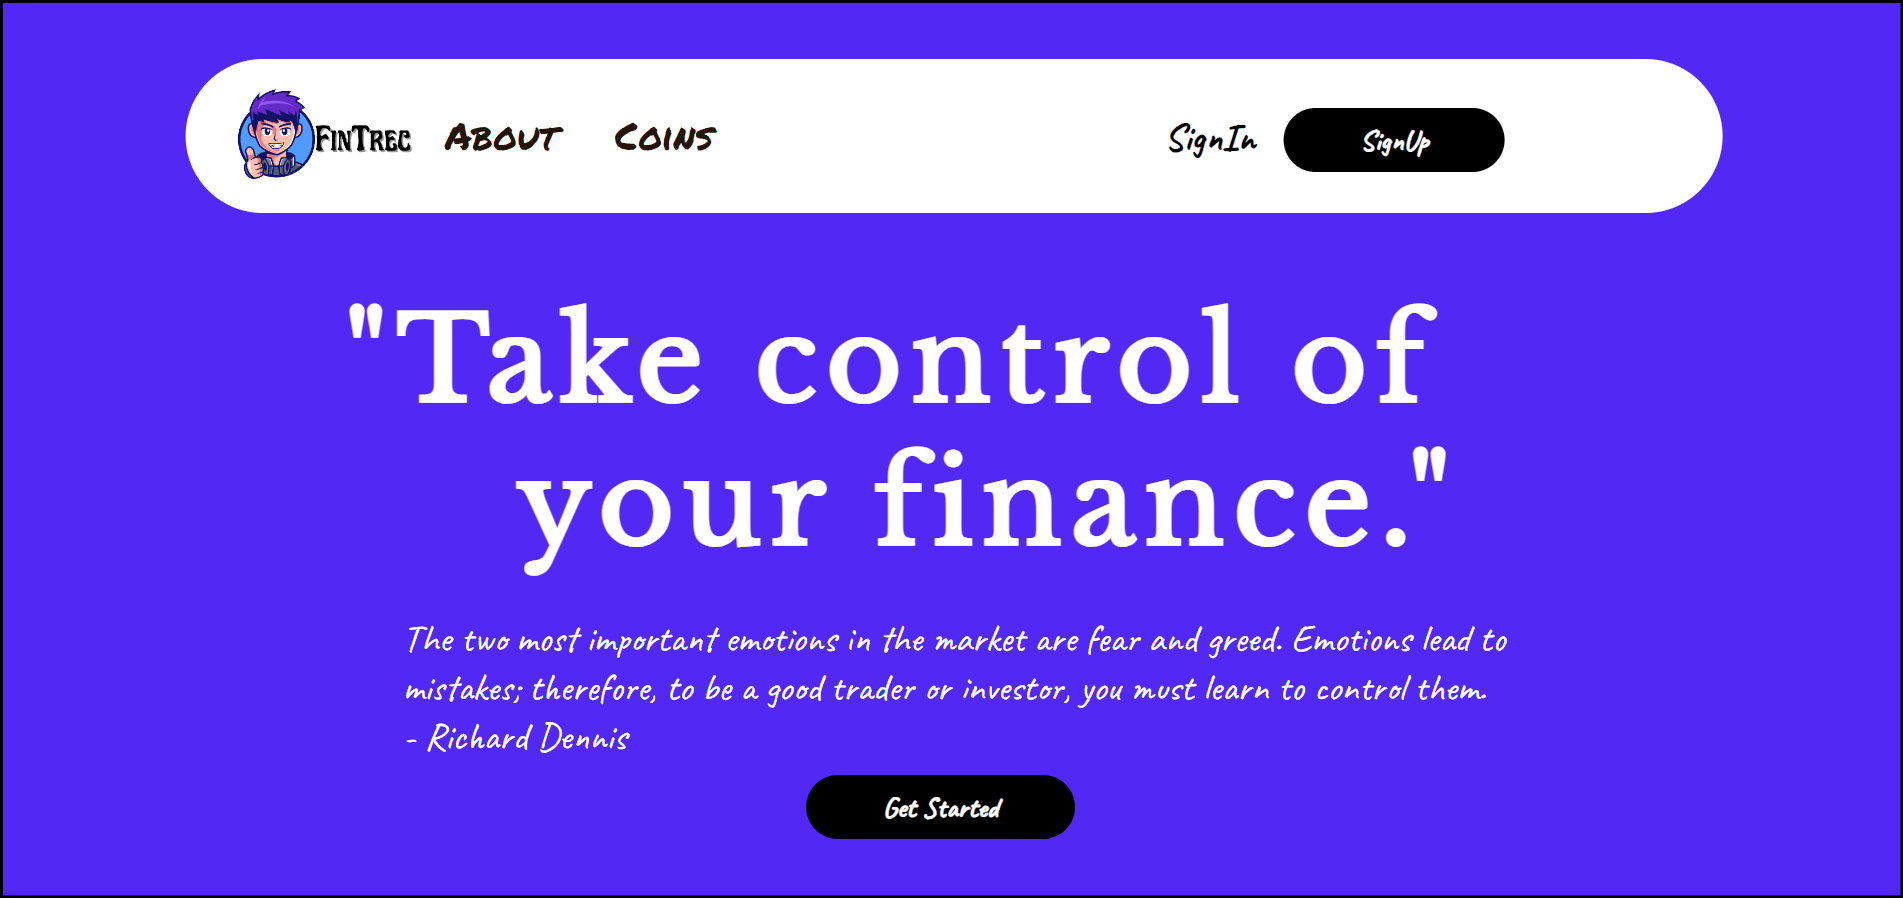 FinTrec About Coins SignIn SignUp
"Take control of
your finance."
The two most important emotions in the market are fear and greed. Emotions lead to
mistakes; therefore, to be a good trader or investor, you must learn to control them.
- Richard Dennis
Get Started